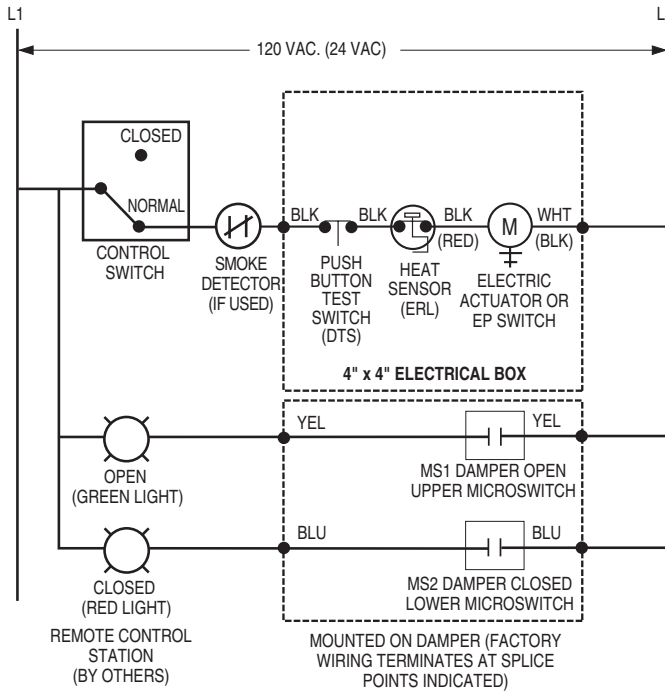 L1
L
120 VAC. (24 VAC)
CLOSED
NORMAL
CONTROL
SWITCH
SMOKE
DETECTOR
(IF USED)
BLK
BLK
BLK
(RED)
M
WHT
(BLK)
PUSH
BUTTON
TEST
SWITCH
(DTS)
HEAT
SENSOR
(ERL)
ELECTRIC
ACTUATOR OR
EP SWITCH
4" x 4" ELECTRICAL BOX
YEL
YEL
OPEN
(GREEN LIGHT)
MS1 DAMPER OPEN
UPPER MICROSWITCH
BLU
BLU
CLOSED
(RED LIGHT)
MS2 DAMPER CLOSED
LOWER MICROSWITCH
REMOTE CONTROL
STATION
(BY OTHERS)
MOUNTED ON DAMPER (FACTORY
WIRING TERMINATES AT SPLICE
POINTS INDICATED)